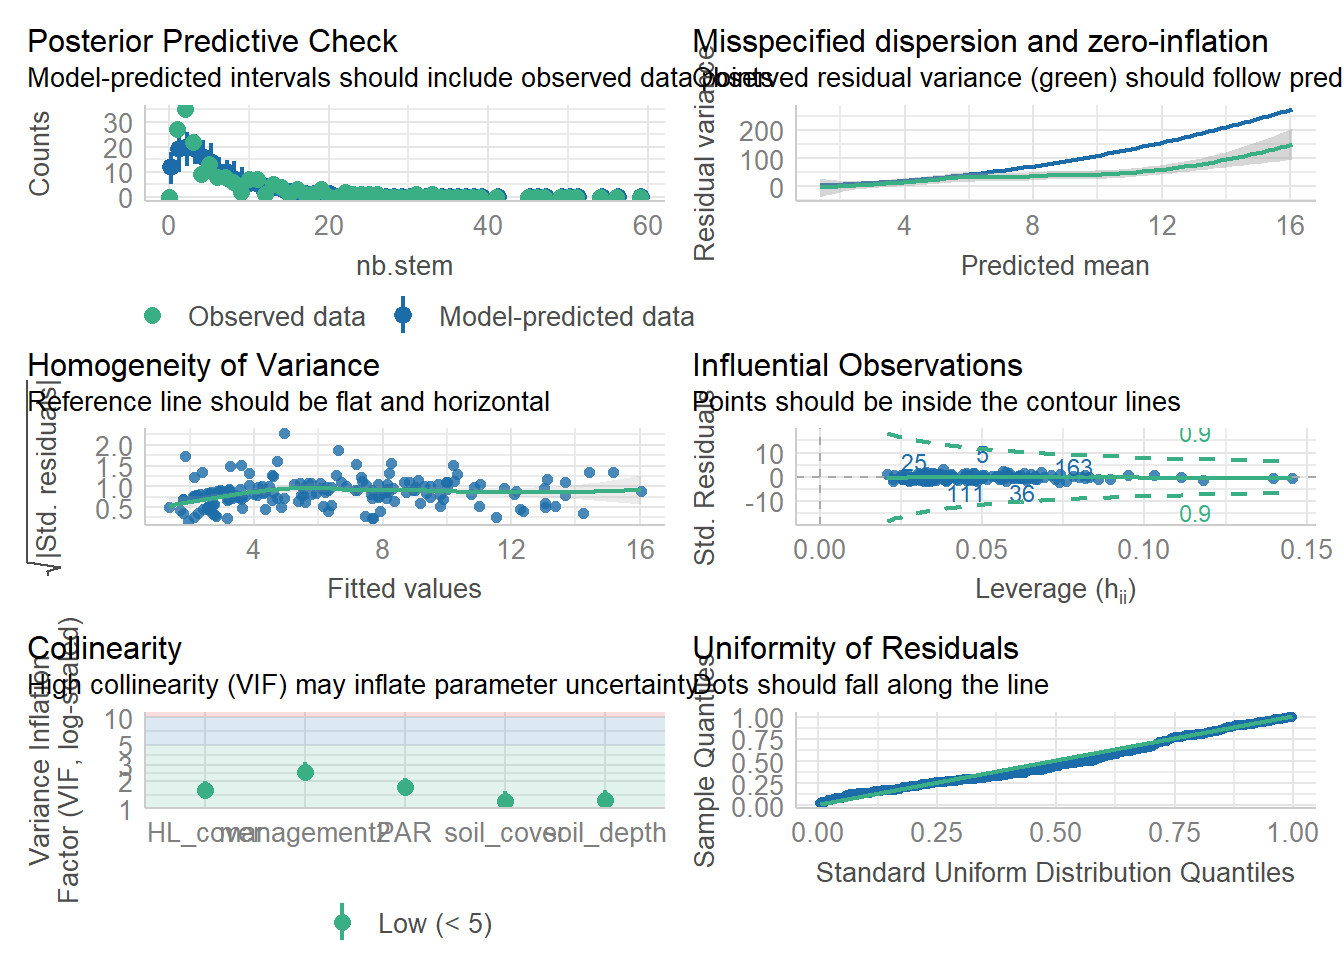 Posterior Predictive Check
Model-predicted intervals should include observed data points
Counts
30
20
10
0
0 20 40 60
nb.stem
Observed data Model-predicted data
Misspecified dispersion and zero-inflation
Observed residual variance (green) should follow pred
Residual variance
200
100
0
4 8 12 16
Predicted mean
Homogeneity of Variance
Reference line should be flat and horizontal
√|Std. residuals|
2.0
1.5
1.0
0.5
4 8 12 16
Fitted values
Influential Observations
Points should be inside the contour lines
Std. Residuals
10
0
-10
0.9
25 5 163
111 36
0.9
0.00 0.05 0.10 0.15
Leverage (hii)
Collinearity
High collinearity (VIF) may inflate parameter uncertainty
Variance Inflation
Factor (VIF, log-scaled)
10
5
3
2
1
HL_cover management2 PAR soil_cover soil_depth
Low (< 5)
Uniformity of Residuals
Dots should fall along the line
Sample Quantiles
1.00
0.75
0.50
0.25
0.00
0.00 0.25 0.50 0.75 1.00
Standard Uniform Distribution Quantiles